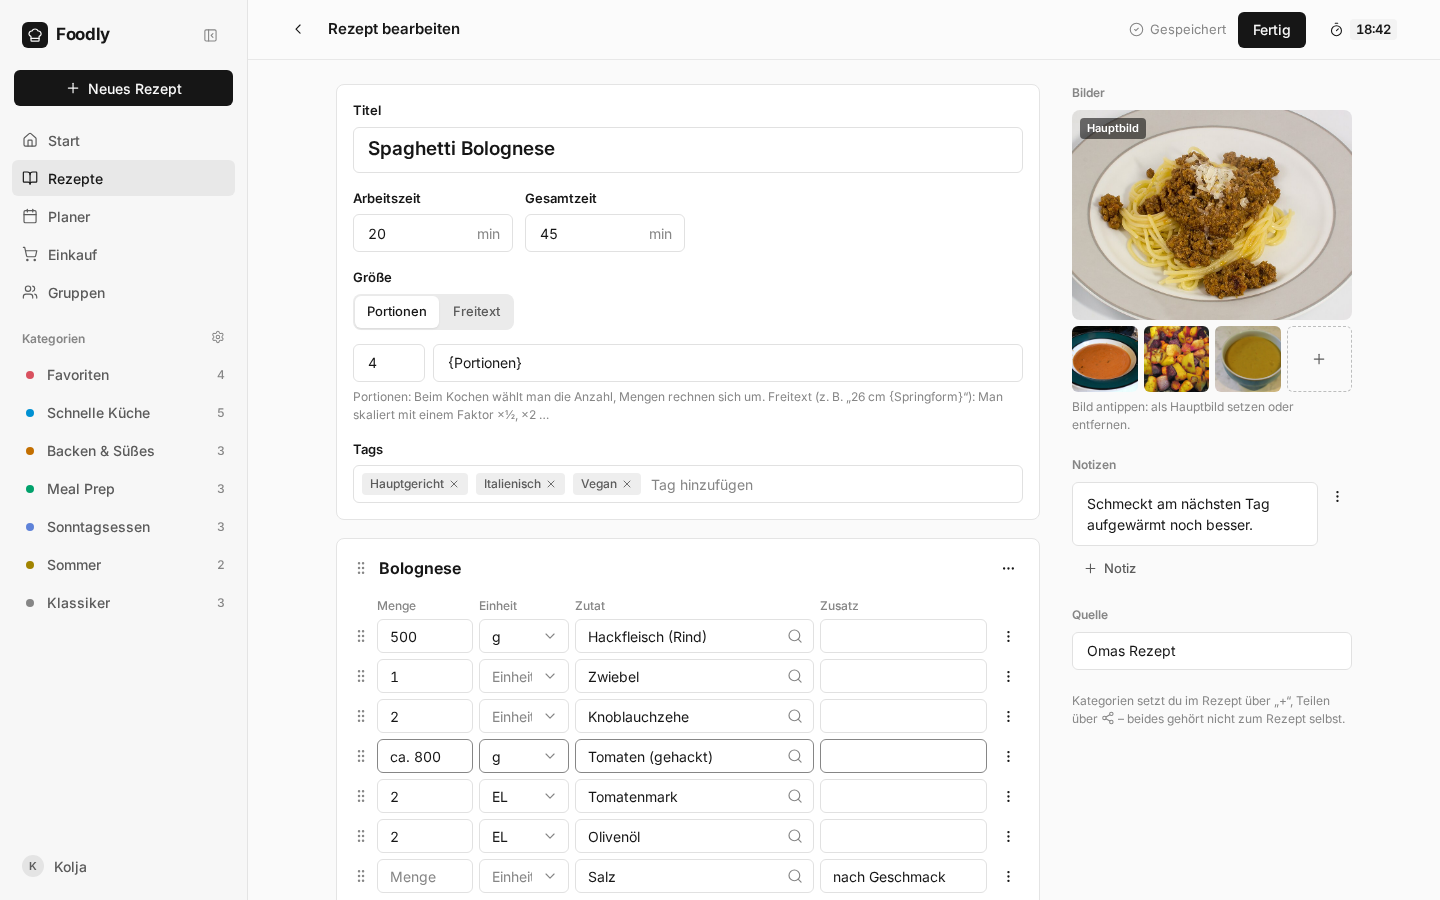 Foodly
Neues Rezept
Start
Rezepte
Planer
Einkauf
Gruppen
Kategorien
Favoriten 4
Schnelle Küche 5
Backen & Süßes 3
Meal Prep 3
Sonntagsessen 3
Sommer 2
Klassiker 3
K Kolja
Rezept bearbeiten
Gespeichert
Fertig
18:42
Titel
Spaghetti Bolognese
Arbeitszeit Gesamtzeit
20 min 45 min
Größe
Portionen Freitext
4 {Portionen}
Portionen: Beim Kochen wählt man die Anzahl, Mengen rechnen sich um. Freitext (z. B. „26 cm {Springform}“): Man
skaliert mit einem Faktor ×½, ×2 …
Tags
Hauptgericht Italienisch Vegan Tag hinzufügen
Bolognese
Menge Einheit Zutat Zusatz
500 g Hackfleisch (Rind)
1 Einheit Zwiebel
2 Einheit Knoblauchzehe
ca. 800 g Tomaten (gehackt)
2 EL Tomatenmark
2 EL Olivenöl
Menge Einheit Salz nach Geschmack
Bilder
Hauptbild
Bild antippen: als Hauptbild setzen oder
entfernen.
Notizen
Schmeckt am nächsten Tag
aufgewärmt noch besser.
Notiz
Quelle
Omas Rezept
Kategorien setzt du im Rezept über „+“, Teilen
über – beides gehört nicht zum Rezept selbst.